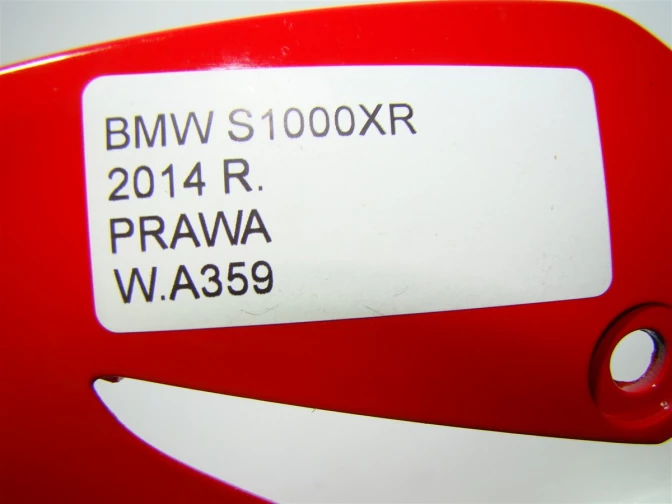 BMW S1000XR
2014 R.
PRAWA
W.A359